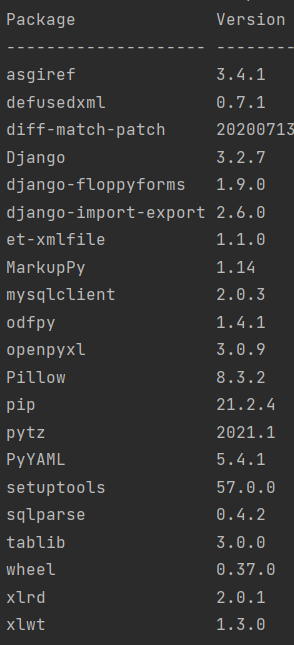 Package Version
------------------- --------
asgiref 3.4.1
defusedxml 0.7.1
diff-match-patch 20200713
Django 3.2.7
django-floppyforms 1.9.0
django-import-export 2.6.0
et-xmlfile 1.1.0
MarkupPy 1.14
mysqlclient 2.0.3
odfpy 1.4.1
openpyxl 3.0.9
Pillow 8.3.2
pip 21.2.4
pytz 2021.1
PyYAML 5.4.1
setuptools 57.0.0
sqlparse 0.4.2
tablib 3.0.0
wheel 0.37.0
xlrd 2.0.1
xlwt 1.3.0